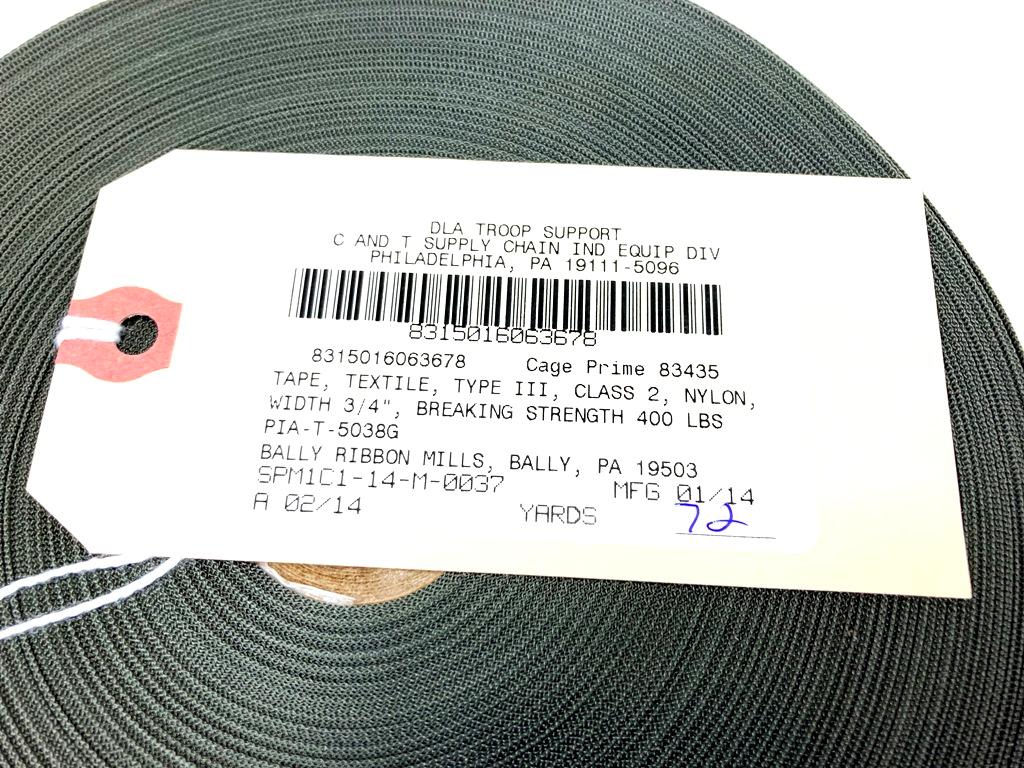 DLA TROOP SUPPORT
C AND T SUPPLY CHAIN IND EQUIP DIV
PHILADELPHIA, PA 19111-5096
8315016063678
8315016063678 Cage Prime 83435
TAPE, TEXTILE, TYPE III, CLASS 2, NYLON,
WIDTH 3/4", BREAKING STRENGTH 400 LBS
PIA-T-5038G
BALLY RIBBON MILLS, BALLY, PA 19503
SPM1C1-14-M-0037 MFG 01/14
A 02/14 YARDS 72